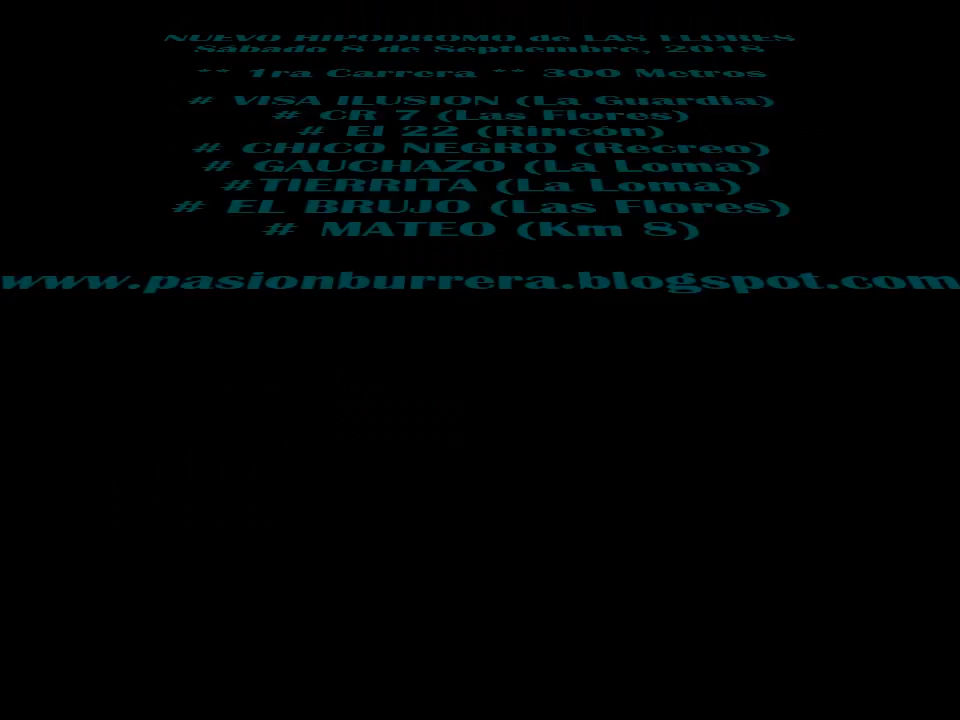 NUEVO HIPODROMO de LAS FLORES
Sábado 8 de Septiembre, 2018
** 1ra Carrera ** 300 Metros
# VISA ILUSION (La Guardia)
# CR 7 (Las Flores)
# El 22 (Rincón)
# CHICO NEGRO (Recreo)
# GAUCHAZO (La Loma)
#TIERRITA (La Loma)
# EL BRUJO (Las Flores)
# MATEO (Km 8)
www.pasionburrera.blogspot.com